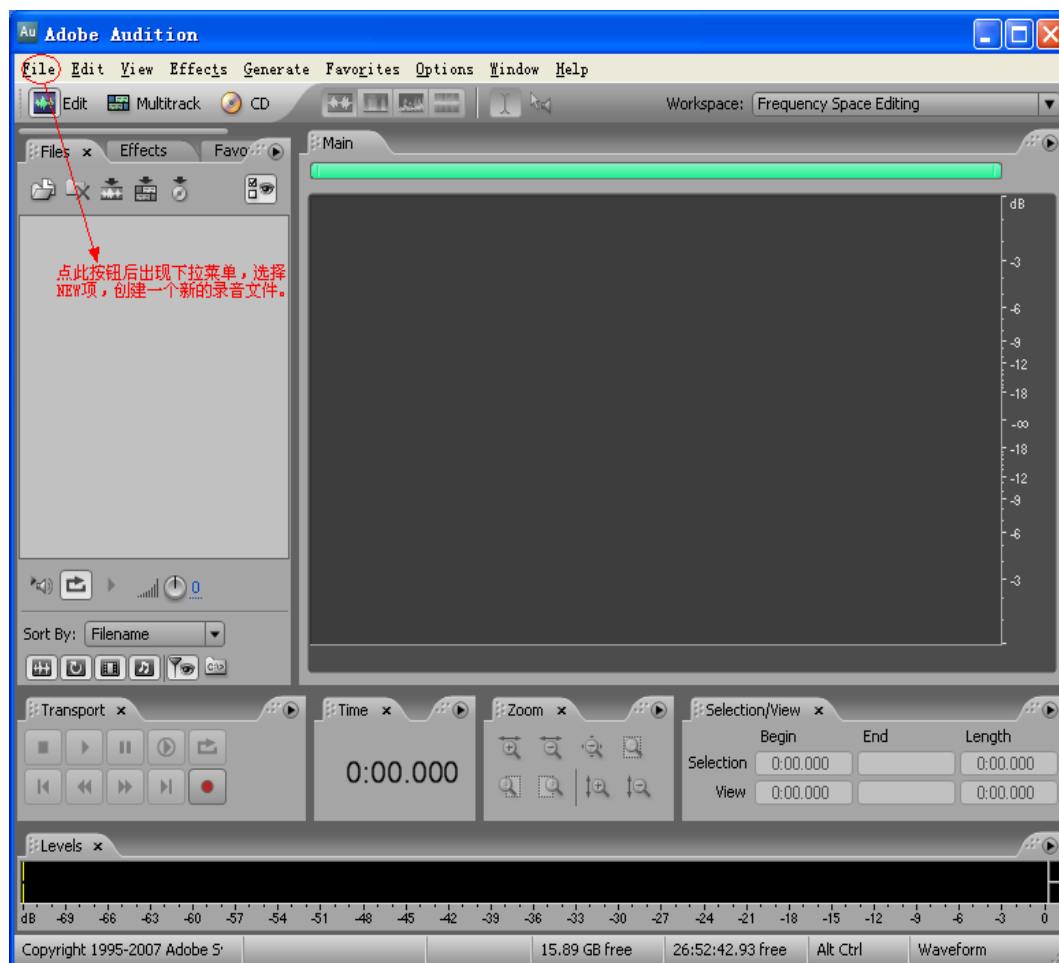 Au Adobe Audition
File Edit View Effects Generate Favorites Options Window Help
Edit Multitrack CD Workspace: Frequency Space Editing
Files Effects Favo Main
dB
-3
-6
-9
-12
-18
-∞
-18
-12
-9
-6
-3
点此按钮后出现下拉菜单，选择
NEW项，创建一个新的录音文件。
0
Sort By: Filename
Transport Time Zoom Selection/View
Begin End Length
Selection 0:00.000 0:00.000
View 0:00.000 0:00.000
0:00.000
Levels
dB -69 -66 -63 -60 -57 -54 -51 -48 -45 -42 -39 -36 -33 -30 -27 -24 -21 -18 -15 -12 -9 -6 -3 0
Copyright 1995-2007 Adobe 15.89 GB free 26:52:42.93 free Alt Ctrl Waveform